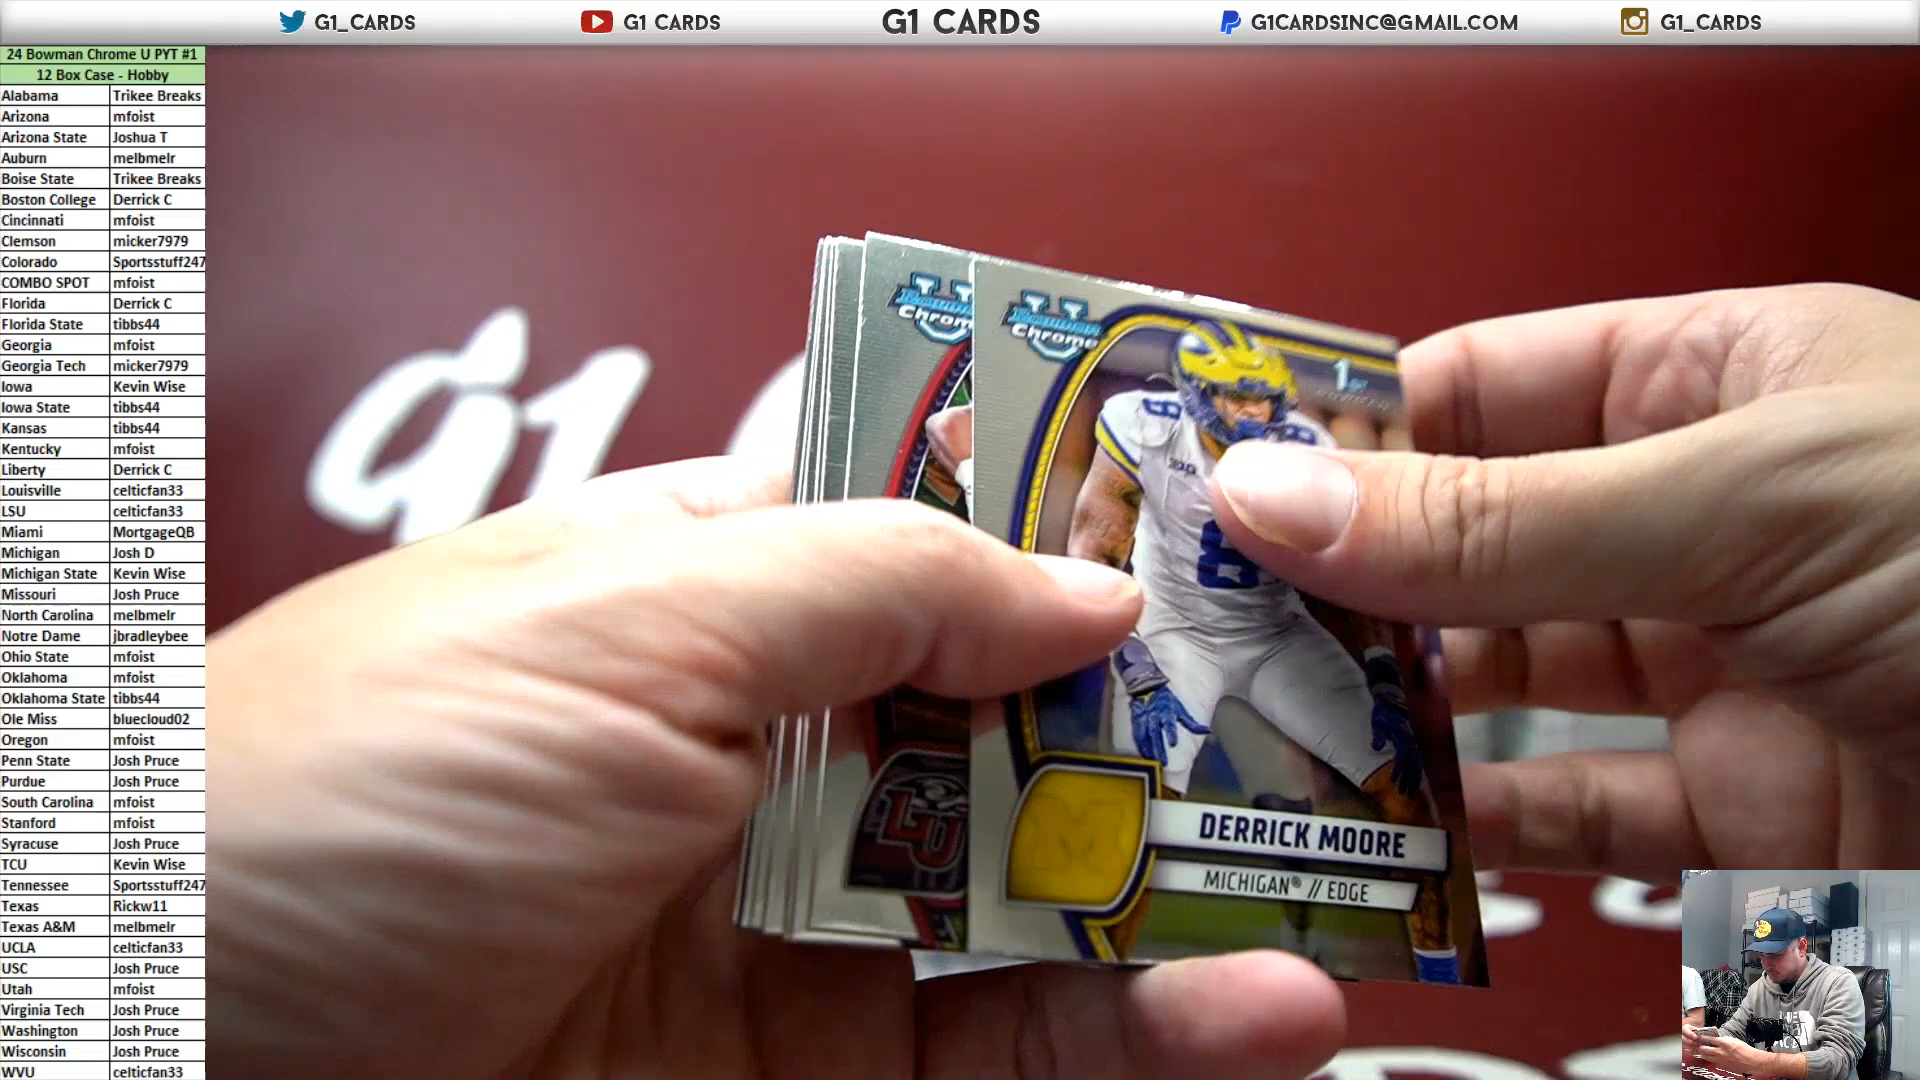 G1_CARDS G1 CARDS G1 CARDS G1CARDSINC@GMAIL.COM G1_CARDS
24 Bowman Chrome U PYT #1
12 Box Case - Hobby
Alabama Trikee Breaks
Arizona mfoist
Arizona State Joshua T
Auburn melbmelr
Boise State Trikee Breaks
Boston College Derrick C
Cincinnati mfoist
Clemson micker7979
Colorado Sportsstuff247
COMBO SPOT mfoist
Florida Derrick C
Florida State tibbs44
Georgia mfoist
Georgia Tech micker7979
Iowa Kevin Wise
Iowa State tibbs44
Kansas tibbs44
Kentucky mfoist
Liberty Derrick C
Louisville celticfan33
LSU celticfan33
Miami MortgageQB
Michigan Josh D
Michigan State Kevin Wise
Missouri Josh Pruce
North Carolina melbmelr
Notre Dame jbradleybee
Ohio State mfoist
Oklahoma mfoist
Oklahoma State tibbs44
Ole Miss bluecloud02
Oregon mfoist
Penn State Josh Pruce
Purdue Josh Pruce
South Carolina mfoist
Stanford mfoist
Syracuse Josh Pruce
TCU Kevin Wise
Tennessee Sportsstuff247
Texas Rickw11
Texas A&M melbmelr
UCLA celticfan33
USC Josh Pruce
Utah mfoist
Virginia Tech Josh Pruce
Washington Josh Pruce
Wisconsin Josh Pruce
WVU celticfan33
g1
U
Bowman
Chrome
1ST
BOWMAN
8
DERRICK MOORE
MICHIGAN® // EDGE
LU